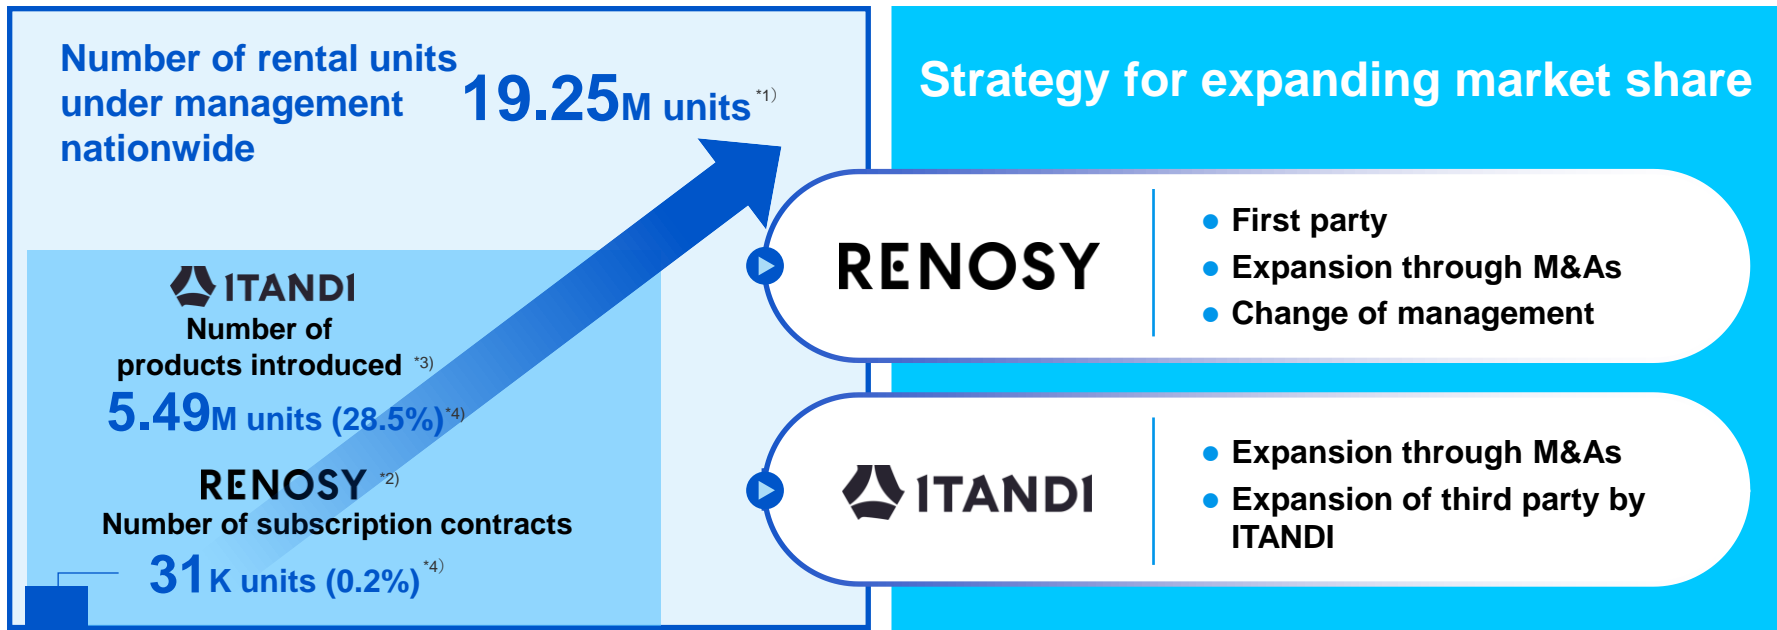 Number of rental units
under management
nationwide
19.25M units *1)
ITANDI
Number of
products introduced *3)
5.49M units (28.5%) *4)
RENOSY *2)
Number of subscription contracts
31K units (0.2%) *4)
Strategy for expanding market share
RENOSY
First party
Expansion through M&As
Change of management
ITANDI
Expansion through M&As
Expansion of third party by
ITANDI